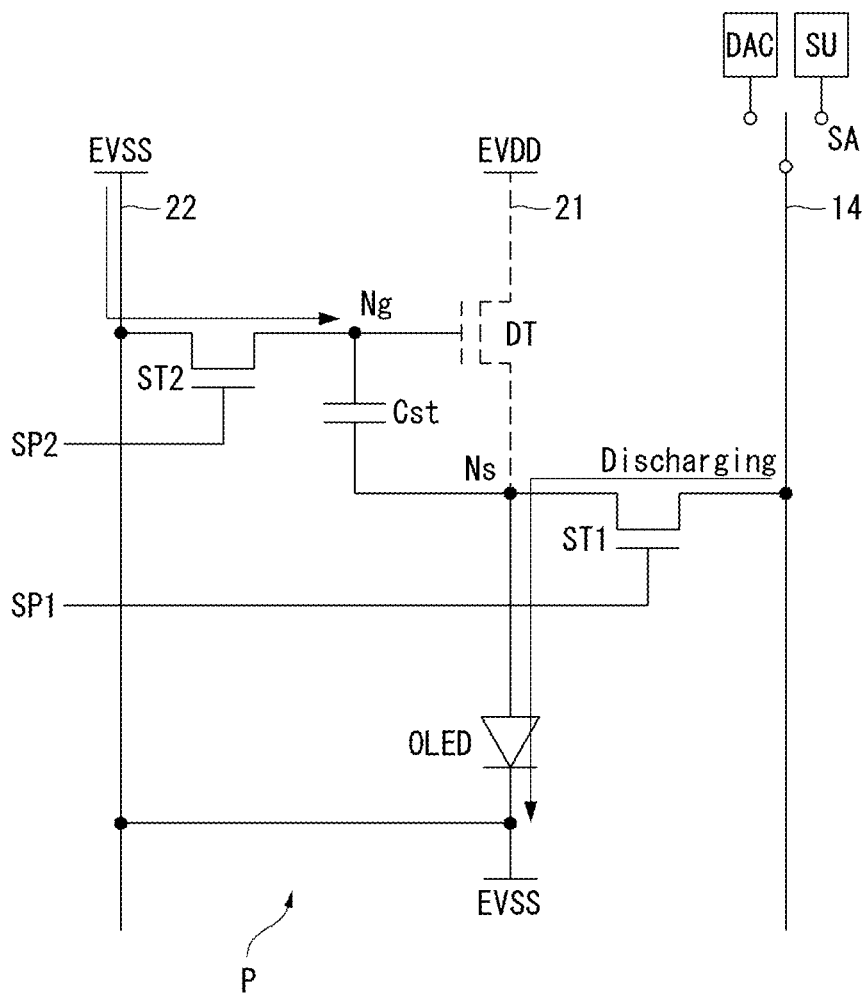 DAC SU
SA
EVSS EVDD
22 21 14
Ng
DT
ST2
Cst
SP2
Ns Discharging
ST1
SP1
OLED
EVSS
P